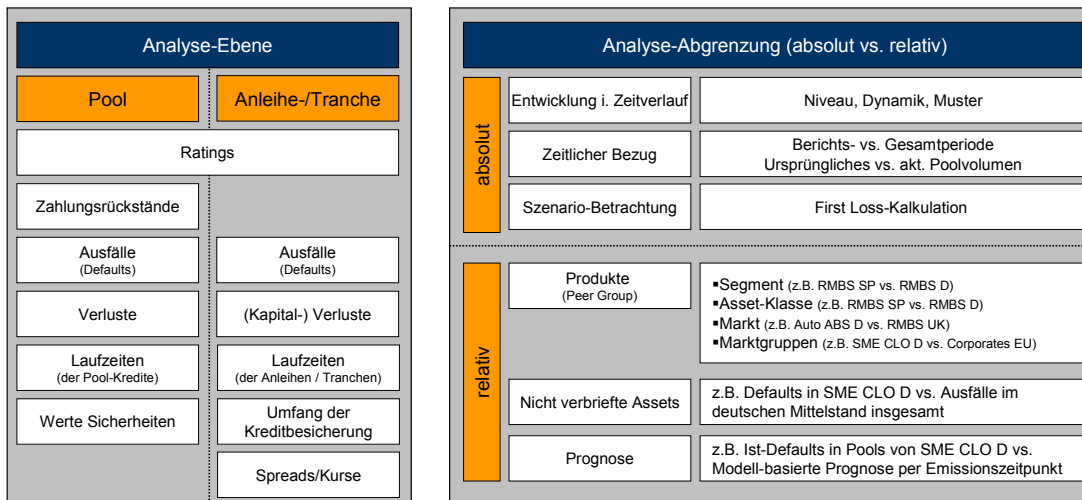 Analyse-Ebene
Pool
Anleihe-/Tranche
Ratings
Zahlungsrückstände
Ausfälle
(Defaults)
Ausfälle
(Defaults)
Verluste
(Kapital-) Verluste
Laufzeiten
(der Pool-Kredite)
Laufzeiten
(der Anleihen / Tranchen)
Werte Sicherheiten
Umfang der
Kreditbesicherung
Spreads/Kurse
Analyse-Abgrenzung (absolut vs. relativ)
absolut
Entwicklung i. Zeitverlauf
Niveau, Dynamik, Muster
Zeitlicher Bezug
Berichts- vs. Gesamtperiode
Ursprüngliches vs. akt. Poolvolumen
Szenario-Betrachtung
First Loss-Kalkulation
relativ
Produkte
(Peer Group)
▪Segment (z.B. RMBS SP vs. RMBS D)
▪Asset-Klasse (z.B. RMBS SP vs. RMBS D)
▪Markt (z.B. Auto ABS D vs. RMBS UK)
▪Marktgruppen (z.B. SME CLO D vs. Corporates EU)
Nicht verbriefte Assets
z.B. Defaults in SME CLO D vs. Ausfälle im
deutschen Mittelstand insgesamt
Prognose
z.B. Ist-Defaults in Pools von SME CLO D vs.
Modell-basierte Prognose per Emissionszeitpunkt